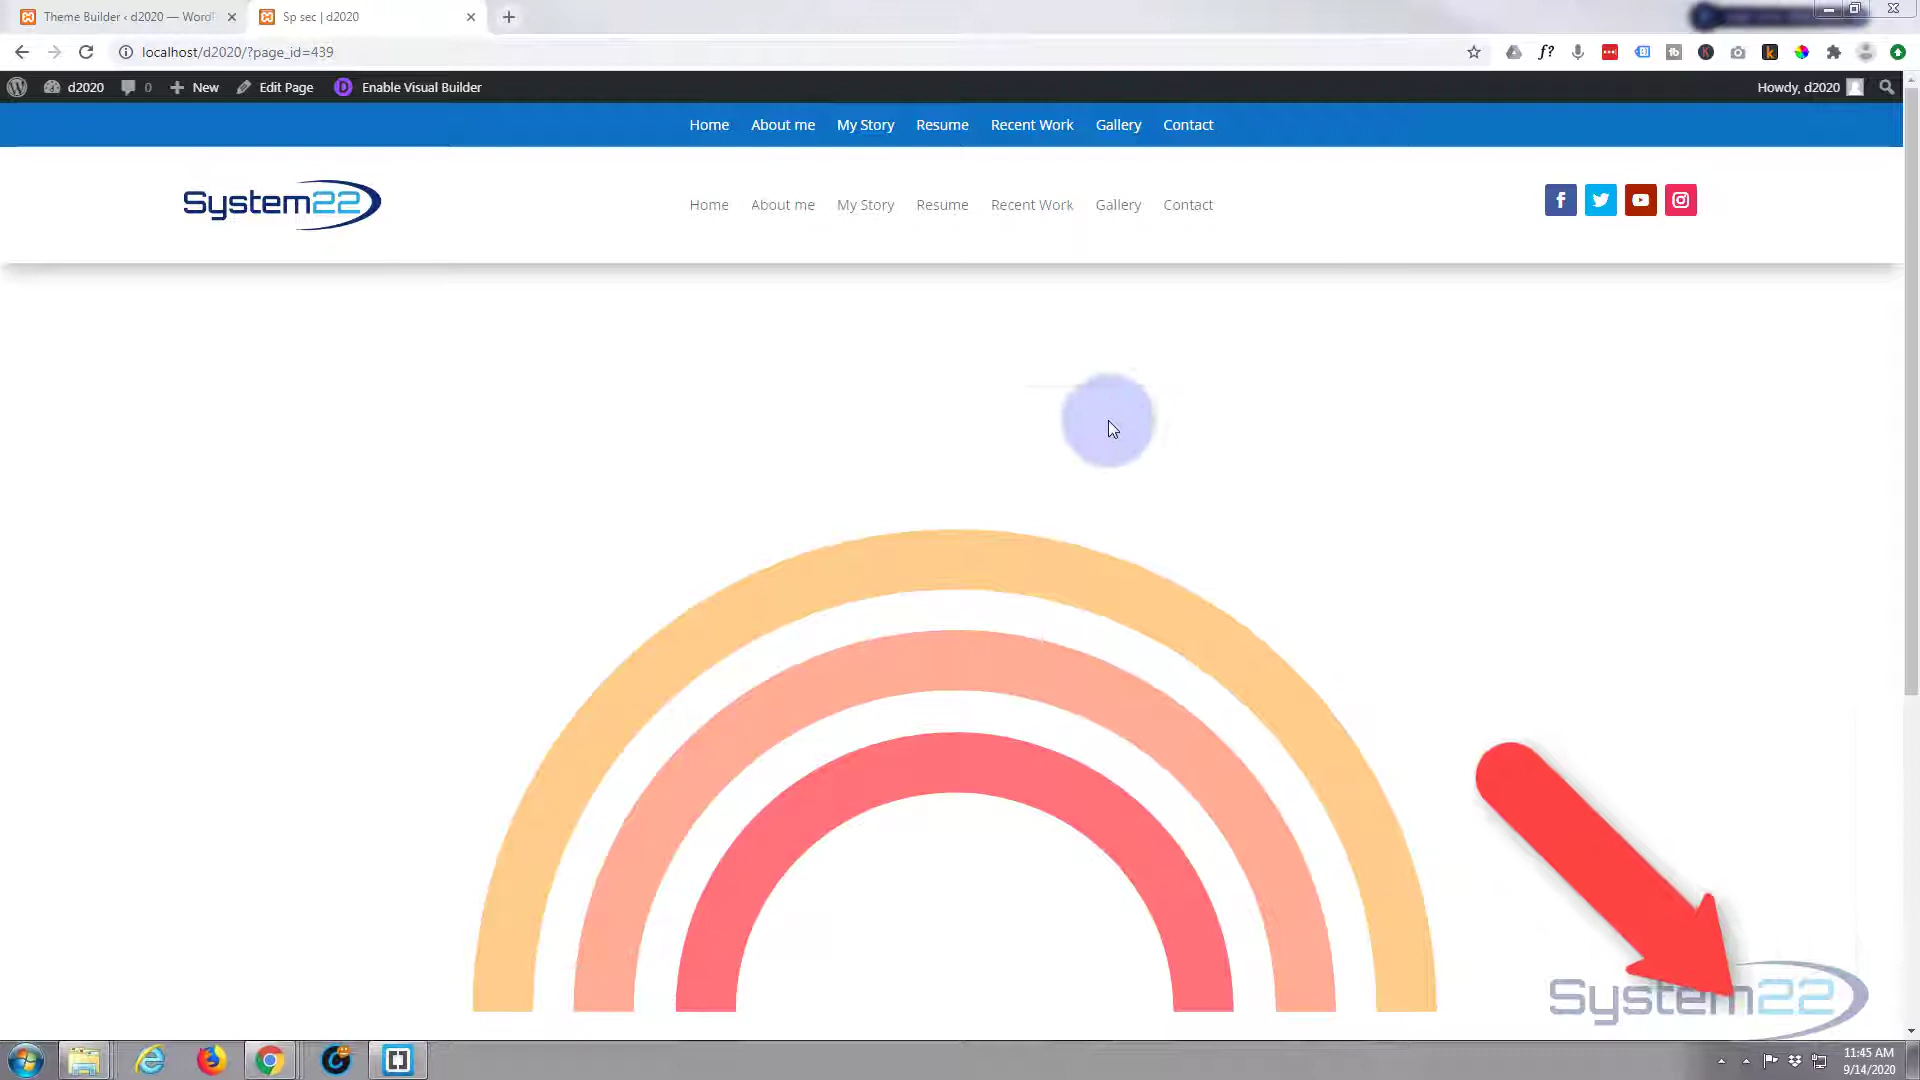 Theme Builder ‹ d2020 — WordP
Sp sec | d2020
localhost/d2020/?page_id=439
f?
tb
K
k
d2020
0
New
Edit Page
D
Enable Visual Builder
Howdy, d2020
Home About me My Story Resume Recent Work Gallery Contact
System22
Home About me My Story Resume Recent Work Gallery Contact
System22
11:45 AM
9/14/2020